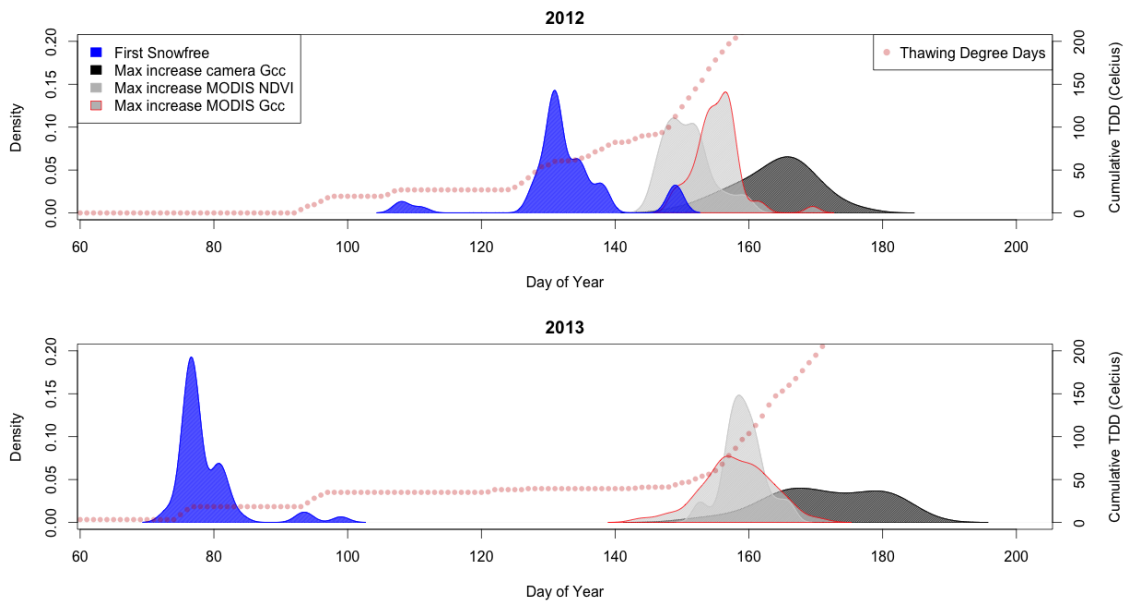 2012
First Snowfree
Max increase camera Gcc
Max increase MODIS NDVI
Max increase MODIS Gcc
Thawing Degree Days
Density
0.00 0.05 0.10 0.15 0.20
Cumulative TDD (Celcius)
0 50 100 150 200
60 80 100 120 140 160 180 200
Day of Year
2013
Density
0.00 0.05 0.10 0.15 0.20
Cumulative TDD (Celcius)
0 50 100 150 200
60 80 100 120 140 160 180 200
Day of Year